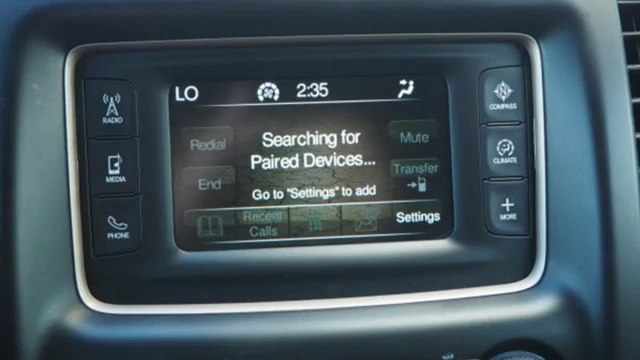 LO 2:35
RADIO
MEDIA
PHONE
Redial
End
Searching for
Paired Devices...
Go to "Settings" to add
Mute
Transfer
Recent
Calls
Settings
COMPASS
CLIMATE
+
MORE